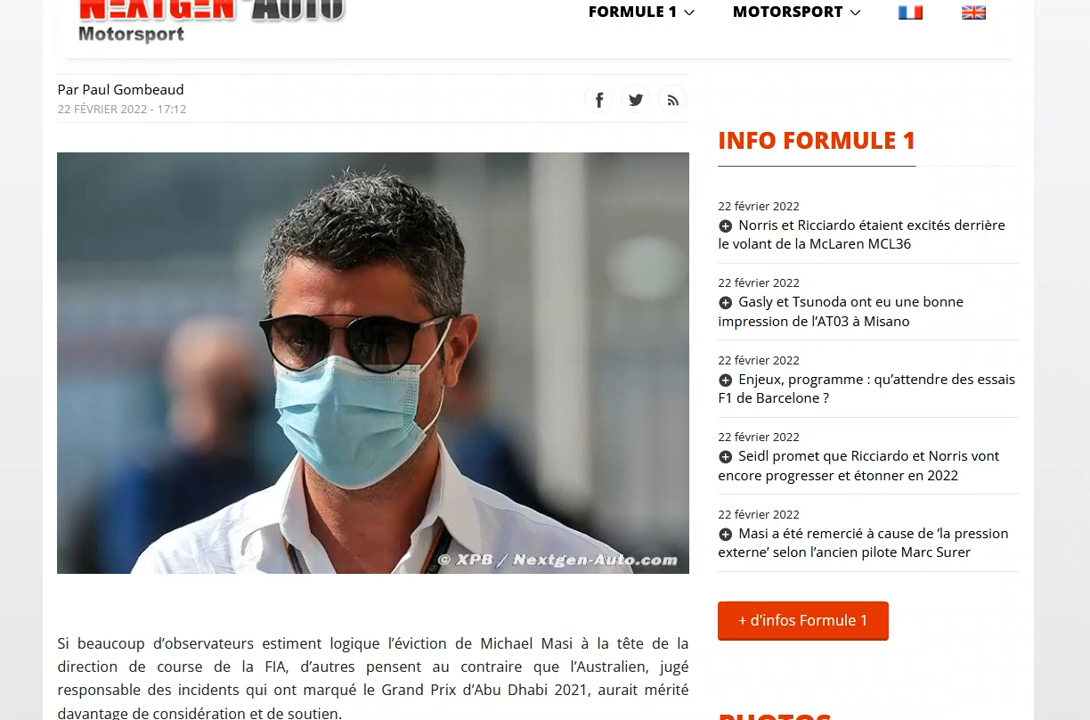 NEXTGEN-AUTO
Motorsport
FORMULE 1
MOTORSPORT
Par Paul Gombeaud
22 FÉVRIER 2022 - 17:12
© XPB / Nextgen-Auto.com
Si beaucoup d’observateurs estiment logique l’éviction de Michael Masi à la tête de la
direction de course de la FIA, d’autres pensent au contraire que l’Australien, jugé
responsable des incidents qui ont marqué le Grand Prix d’Abu Dhabi 2021, aurait mérité
davantage de considération et de soutien.
INFO FORMULE 1
22 février 2022
Norris et Ricciardo étaient excités derrière
le volant de la McLaren MCL36
22 février 2022
Gasly et Tsunoda ont eu une bonne
impression de l’AT03 à Misano
22 février 2022
Enjeux, programme : qu’attendre des essais
F1 de Barcelone ?
22 février 2022
Seidl promet que Ricciardo et Norris vont
encore progresser et étonner en 2022
22 février 2022
Masi a été remercié à cause de ‘la pression
externe’ selon l’ancien pilote Marc Surer
+ d'infos Formule 1
PHOTOS